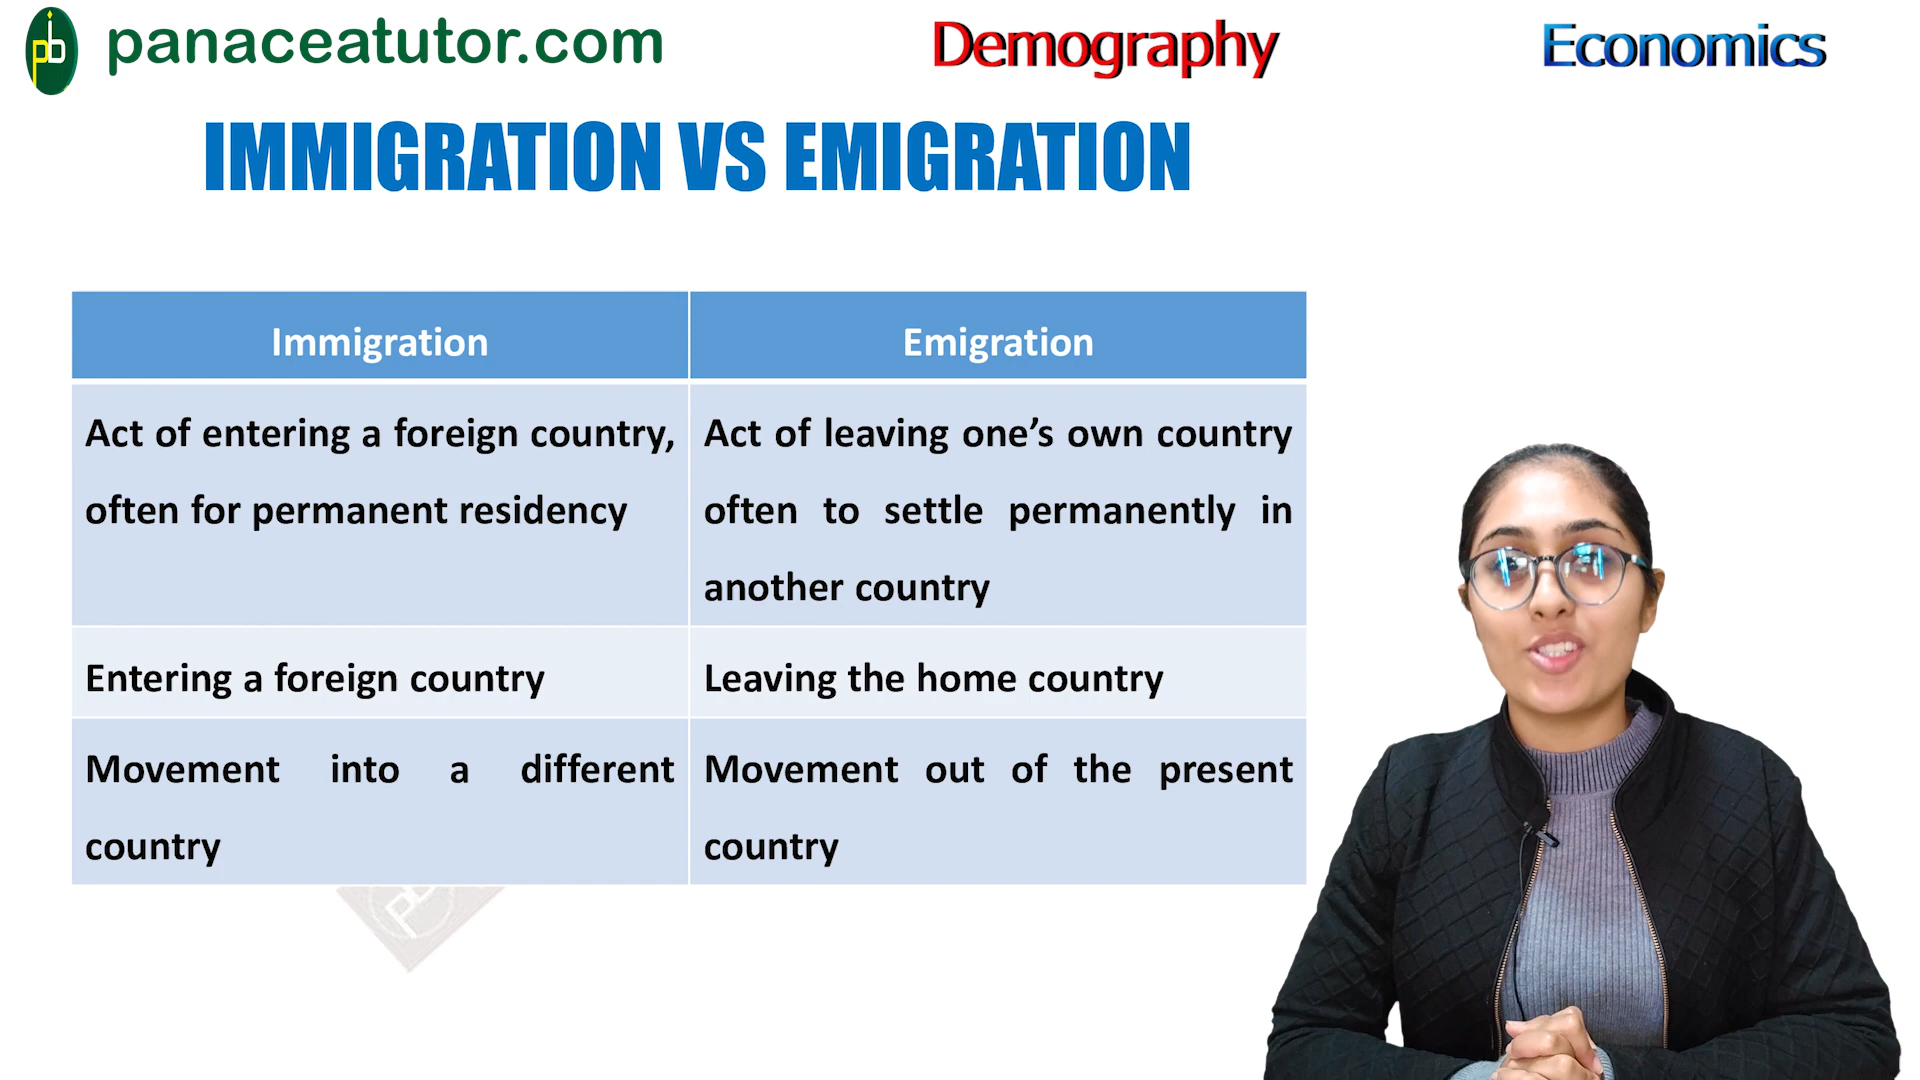 panaceatutor.com
Demography
Economics
IMMIGRATION VS EMIGRATION
Immigration
Emigration
Act of entering a foreign country,
often for permanent residency
Act of leaving one’s own country
often to settle permanently in
another country
Entering a foreign country
Leaving the home country
Movement into a different
country
Movement out of the present
country
pb